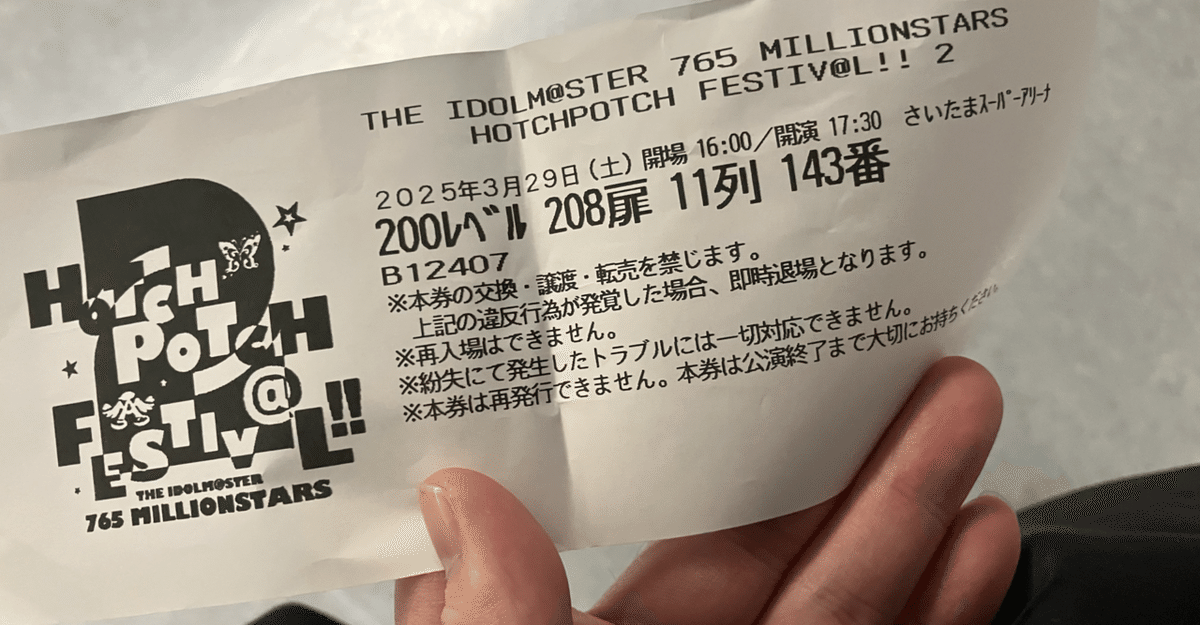 THE IDOLM@STER 765 MILLIONSTARS
HOTCHPOTCH FESTIV@L!! 2
2025年3月29日(土) 開場 16:00/開演 17:30 さいたまスーパーアリーナ
200レベル 208扉 11列 143番
B12407
※本券の交換・譲渡・転売を禁じます。
上記の違反行為が発覚した場合、即時退場となります。
※再入場はできません。
※紛失にて発生したトラブルには一切対応できません。
※本券は再発行できません。本券は公演終了まで大切にお持ちください。
HOTCH
POTCH
@
FESTIV@L!!
THE IDOLM@STER
765 MILLIONSTARS